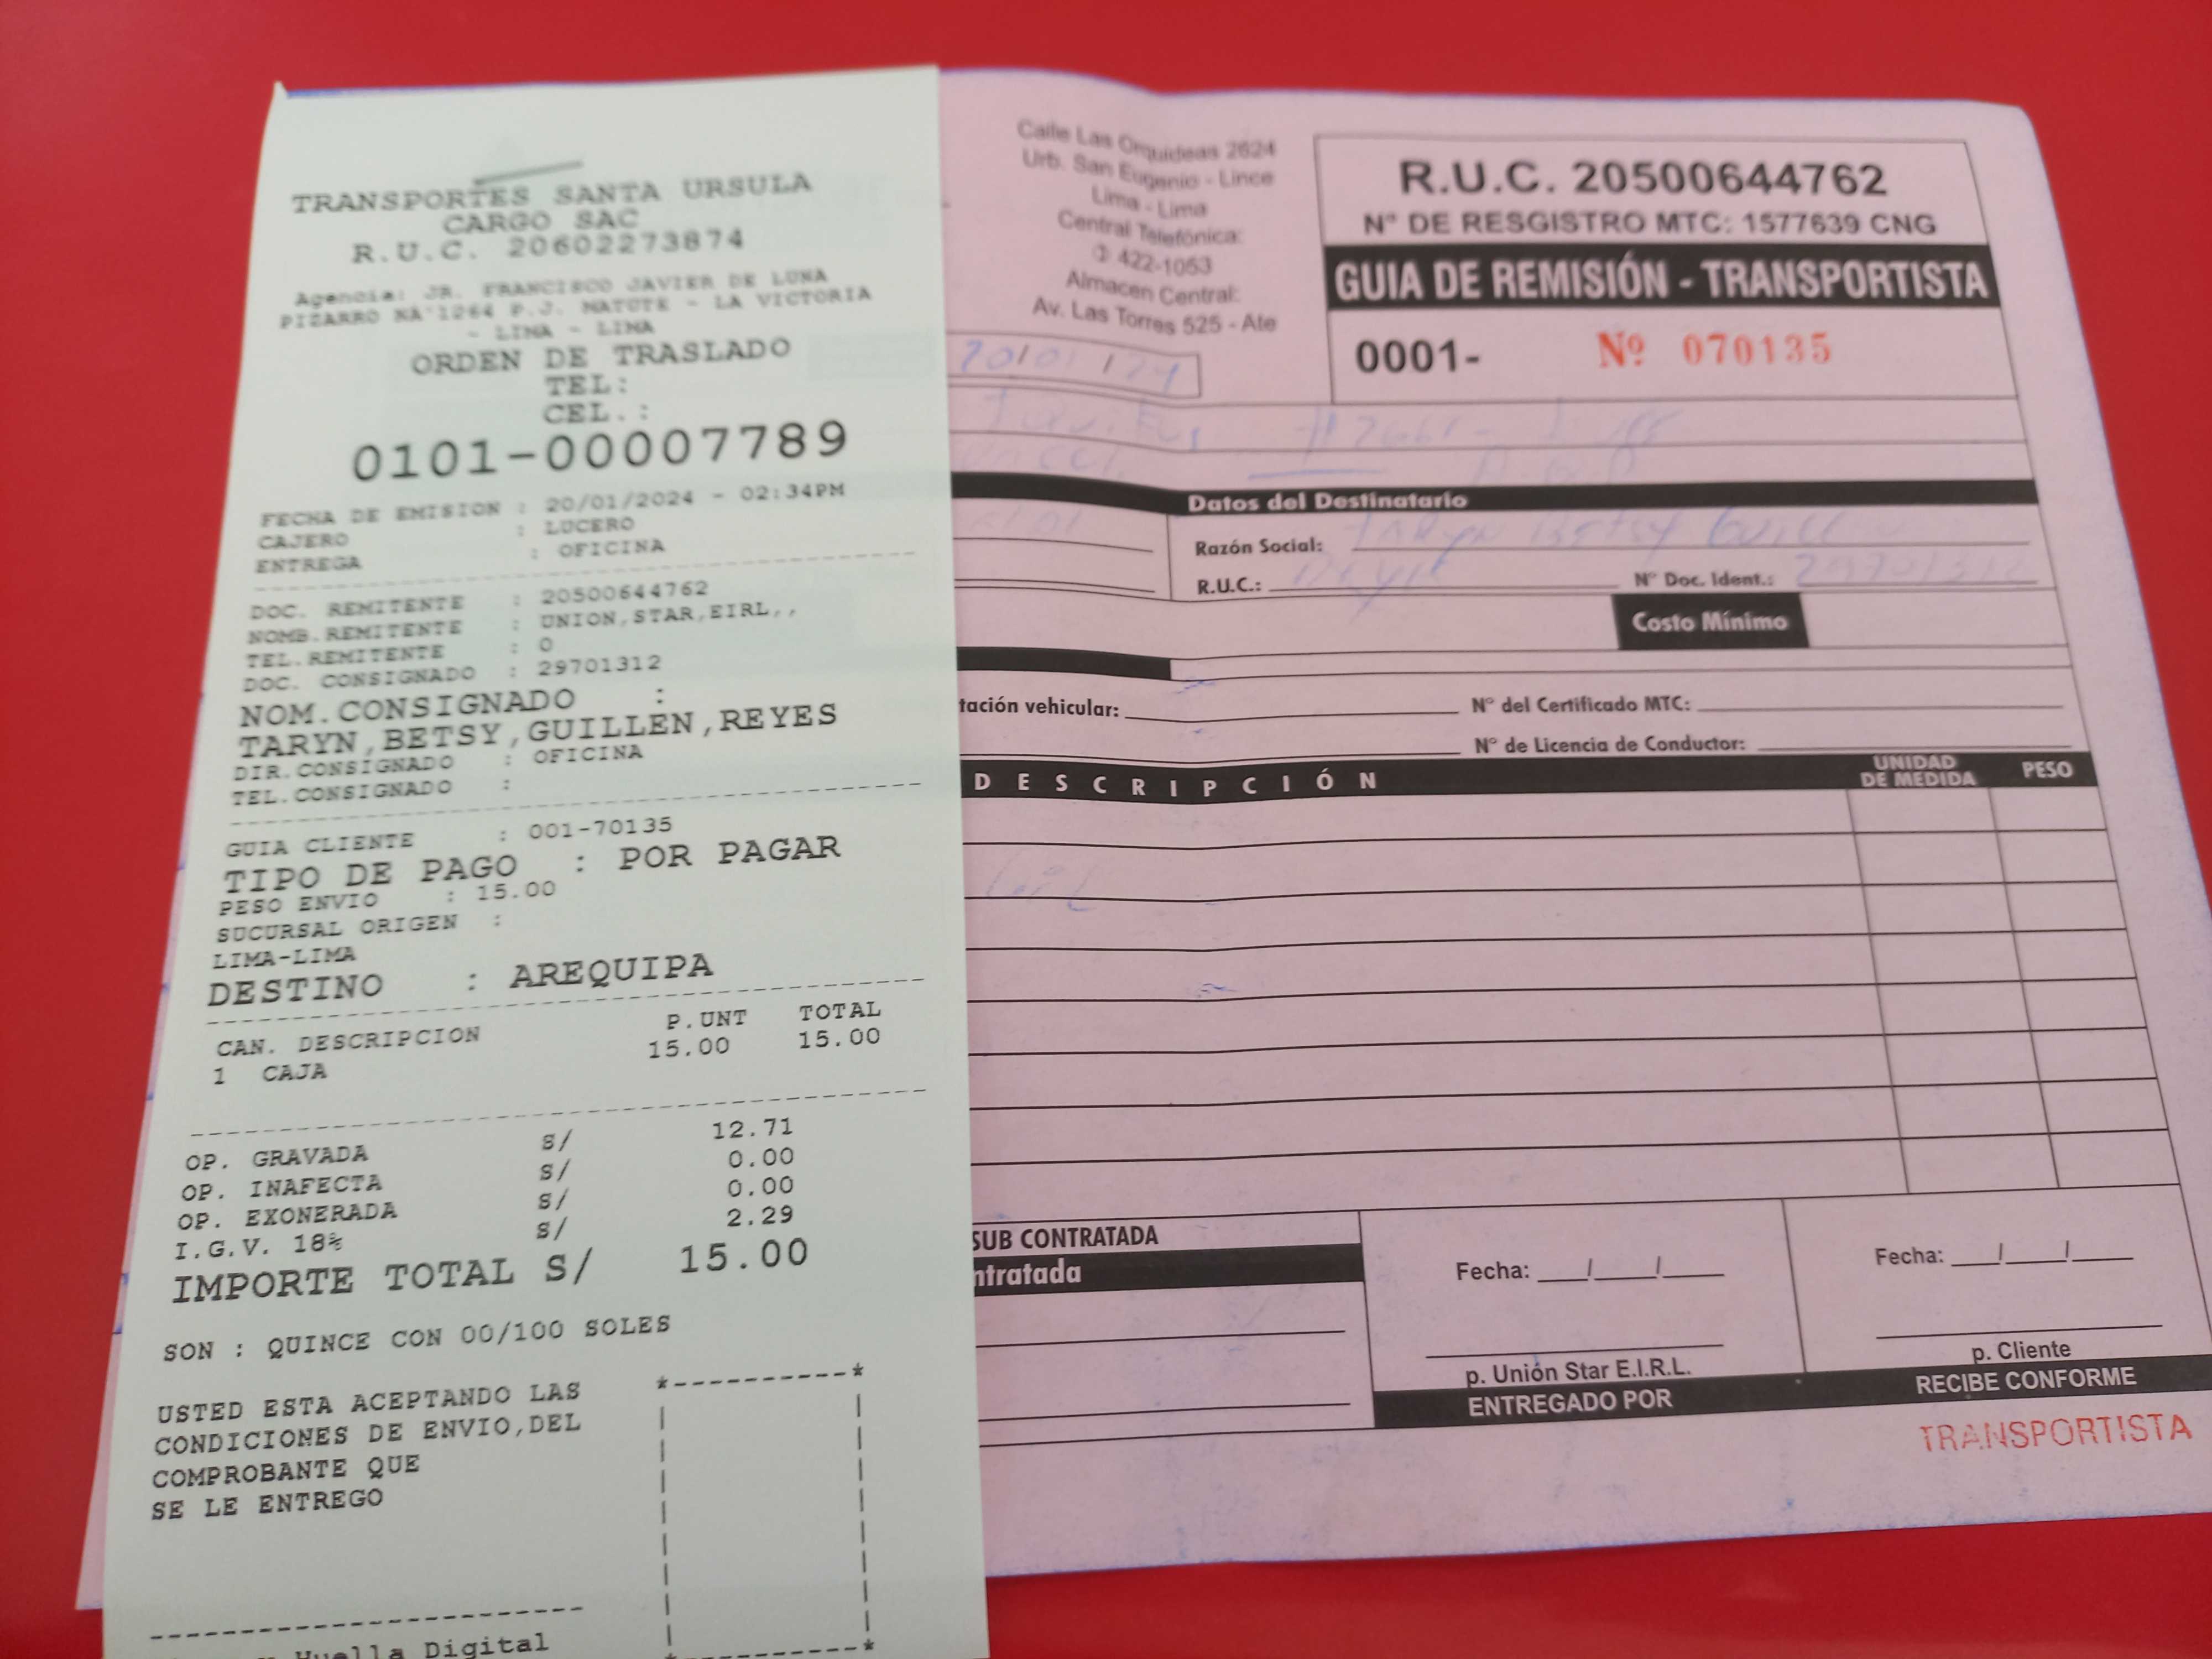 TRANSPORTES SANTA URSULA
CARGO SAC
R.U.C. 20602273874
Agencia: JR. FRANCISCO JAVIER DE LUNA
PIZARRO NA 1264 P.J. MATUTE - LA VICTORIA
- LIMA - LIMA
ORDEN DE TRASLADO
TEL:
CEL.:
0101-00007789
FECHA DE EMISION : 20/01/2024 - 02:34PM
CAJERO : LUCERO
ENTREGA : OFICINA
DOC. REMITENTE : 20500644762
NOMB.REMITENTE : UNION,STAR,EIRL,,
TEL.REMITENTE : 0
DOC. CONSIGNADO : 29701312
NOM.CONSIGNADO :
TARYN,BETSY,GUILLEN,REYES
DIR.CONSIGNADO : OFICINA
TEL.CONSIGNADO :
GUIA CLIENTE : 001-70135
TIPO DE PAGO : POR PAGAR
PESO ENVIO : 15.00
SUCURSAL ORIGEN :
LIMA-LIMA
DESTINO : AREQUIPA
CAN. DESCRIPCION P.UNT TOTAL
1 CAJA 15.00 15.00
OP. GRAVADA S/ 12.71
OP. INAFECTA S/ 0.00
OP. EXONERADA S/ 0.00
I.G.V. 18% S/ 2.29
IMPORTE TOTAL S/ 15.00
SON : QUINCE CON 00/100 SOLES
USTED ESTA ACEPTANDO LAS
CONDICIONES DE ENVIO,DEL
COMPROBANTE QUE
SE LE ENTREGO
Huella Digital
Calle Las Orquideas 2624
Urb. San Eugenio - Lince
Lima - Lima
Central Telefónica:
422-1053
Almacen Central:
Av. Las Torres 525 - Ate
R.U.C. 20500644762
N° DE RESGISTRO MTC: 1577639 CNG
GUIA DE REMISIÓN - TRANSPORTISTA
0001- Nº 070135
Datos del Destinatario
Razón Social: Taryn Betsy
R.U.C.: N° Doc. Ident.: 29701312
Costo Mínimo
tación vehicular: N° del Certificado MTC:
N° de Licencia de Conductor:
DESCRIPCIÓN UNIDAD DE MEDIDA PESO
SUB CONTRATADA
ntratada
Fecha: __/__/__
p. Unión Star E.I.R.L.
ENTREGADO POR
Fecha: __/__/__
p. Cliente
RECIBE CONFORME
TRANSPORTISTA